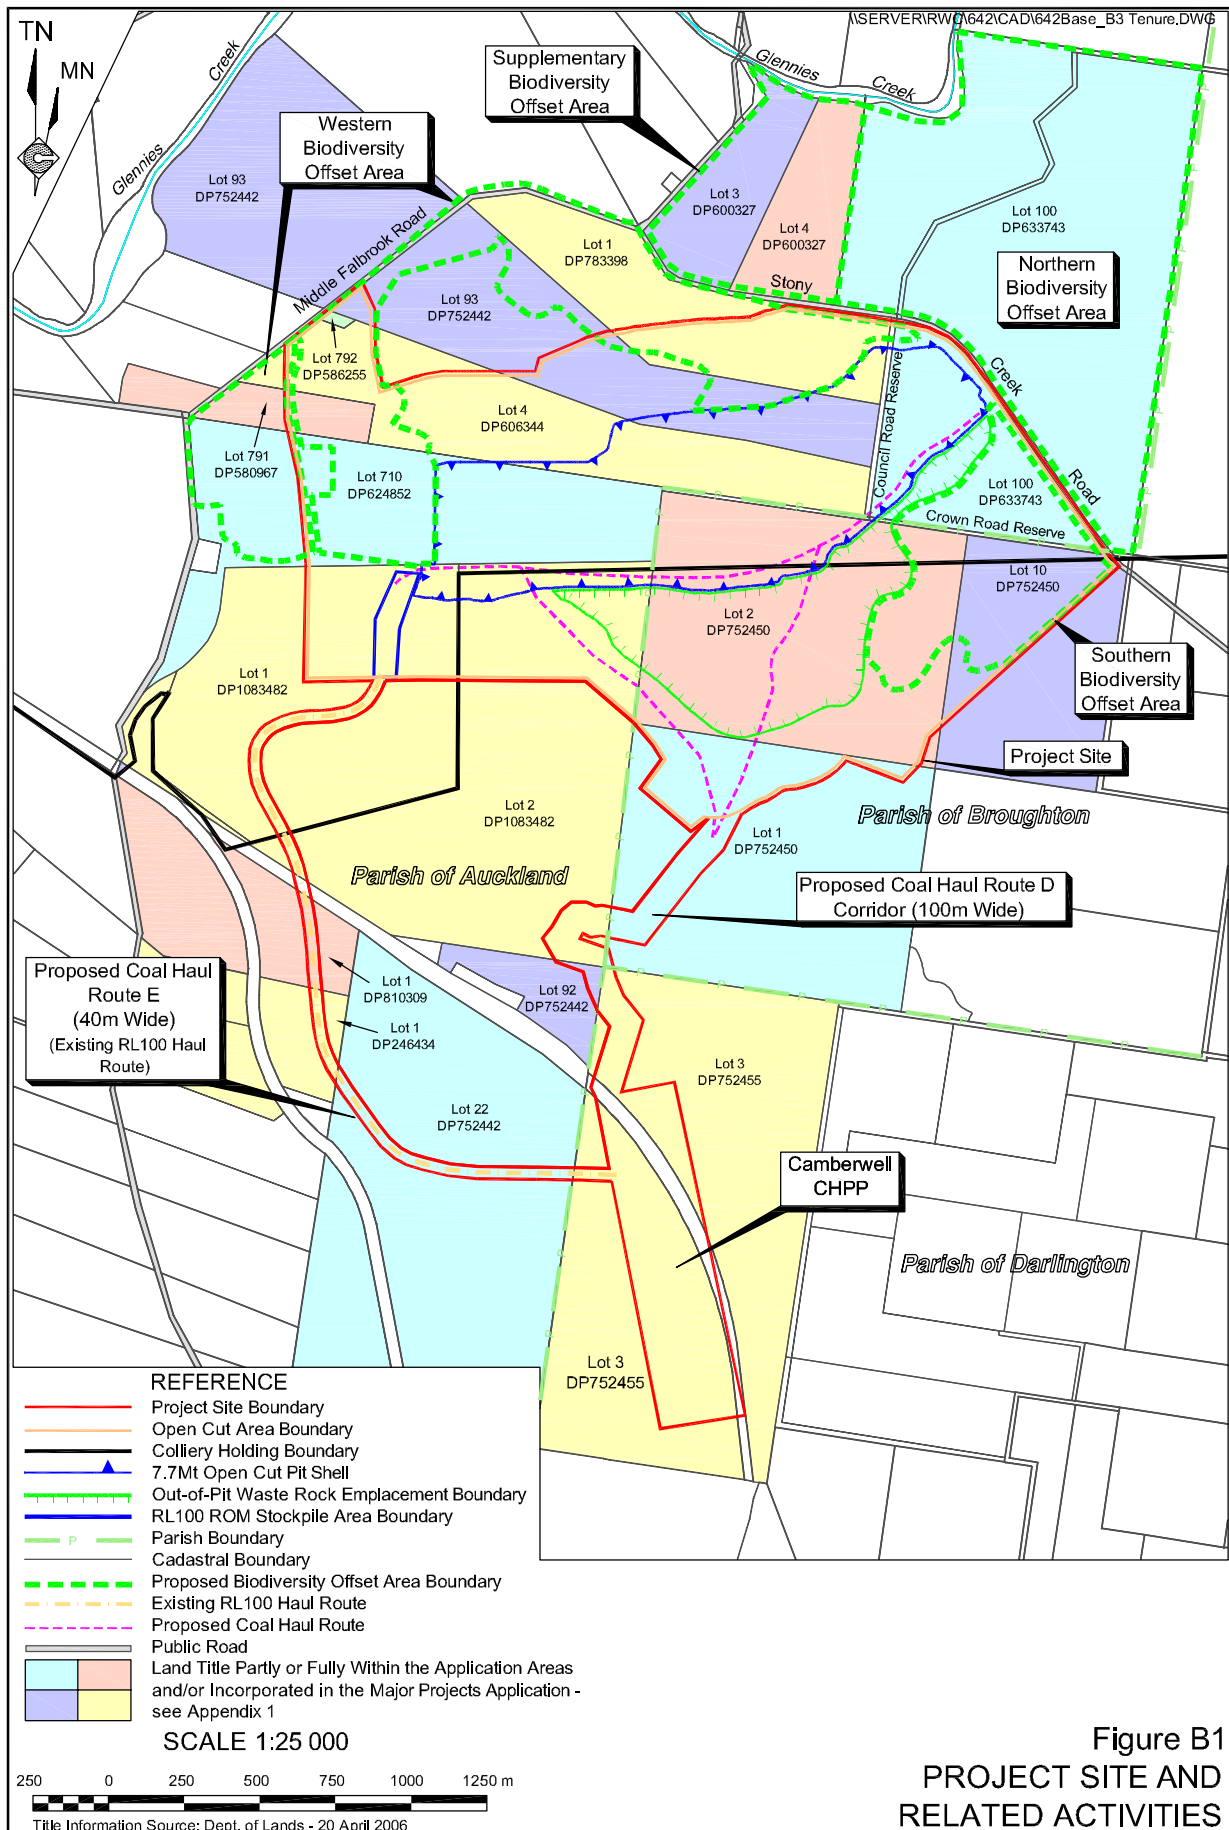 \\SERVER\RWC\642\CAD\642Base_B3 Tenure.DWG
TN
MN
Creek
Glennies
Supplementary
Biodiversity
Offset Area
Glennies
Creek
Western
Biodiversity
Offset Area
Lot 93
DP752442
Lot 3
DP600327
Lot 4
DP600327
Lot 100
DP633743
Northern
Biodiversity
Offset Area
Middle Falbrook Road
Lot 1
DP783398
Stony
Creek
Road
Lot 93
DP752442
Lot 792
DP586255
Lot 4
DP606344
Council Road Reserve
Lot 791
DP580967
Lot 710
DP624852
Lot 100
DP633743
Crown Road Reserve
Lot 10
DP752450
Lot 2
DP752450
Southern
Biodiversity
Offset Area
Lot 1
DP1083482
Project Site
Lot 2
DP1083482
Parish of Broughton
Lot 1
DP752450
Parish of Auckland
Proposed Coal Haul Route D
Corridor (100m Wide)
Proposed Coal Haul
Route E
(40m Wide)
(Existing RL100 Haul
Route)
Lot 1
DP810309
Lot 92
DP752442
Lot 1
DP246434
Lot 3
DP752455
Lot 22
DP752442
Camberwell
CHPP
Parish of Darlington
Lot 3
DP752455
REFERENCE
Project Site Boundary
Open Cut Area Boundary
Colliery Holding Boundary
7.7Mt Open Cut Pit Shell
Out-of-Pit Waste Rock Emplacement Boundary
RL100 ROM Stockpile Area Boundary
P Parish Boundary
Cadastral Boundary
Proposed Biodiversity Offset Area Boundary
Existing RL100 Haul Route
Proposed Coal Haul Route
Public Road
Land Title Partly or Fully Within the Application Areas
and/or Incorporated in the Major Projects Application -
see Appendix 1
SCALE 1:25 000
250 0 250 500 750 1000 1250 m
Title Information Source: Dept. of Lands - 20 April 2006
Figure B1
PROJECT SITE AND
RELATED ACTIVITIES